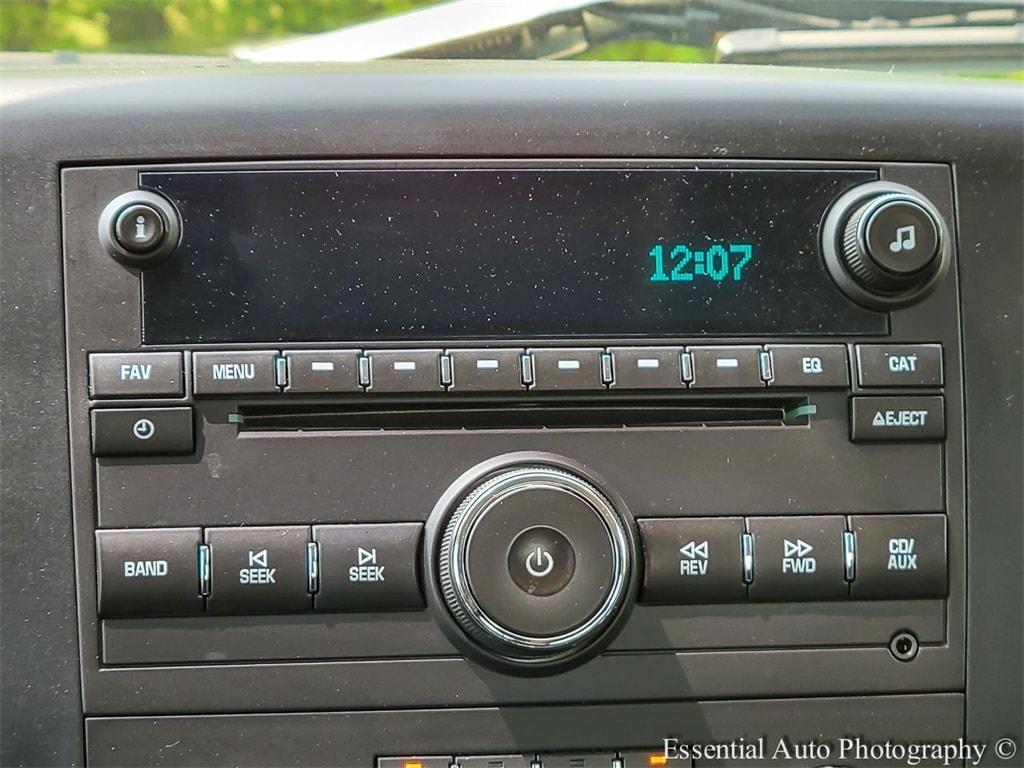 i
12:07
FAV
MENU
EQ
CAT
EJECT
BAND
SEEK
SEEK
REV
FWD
CD/
AUX
Essential Auto Photography ©